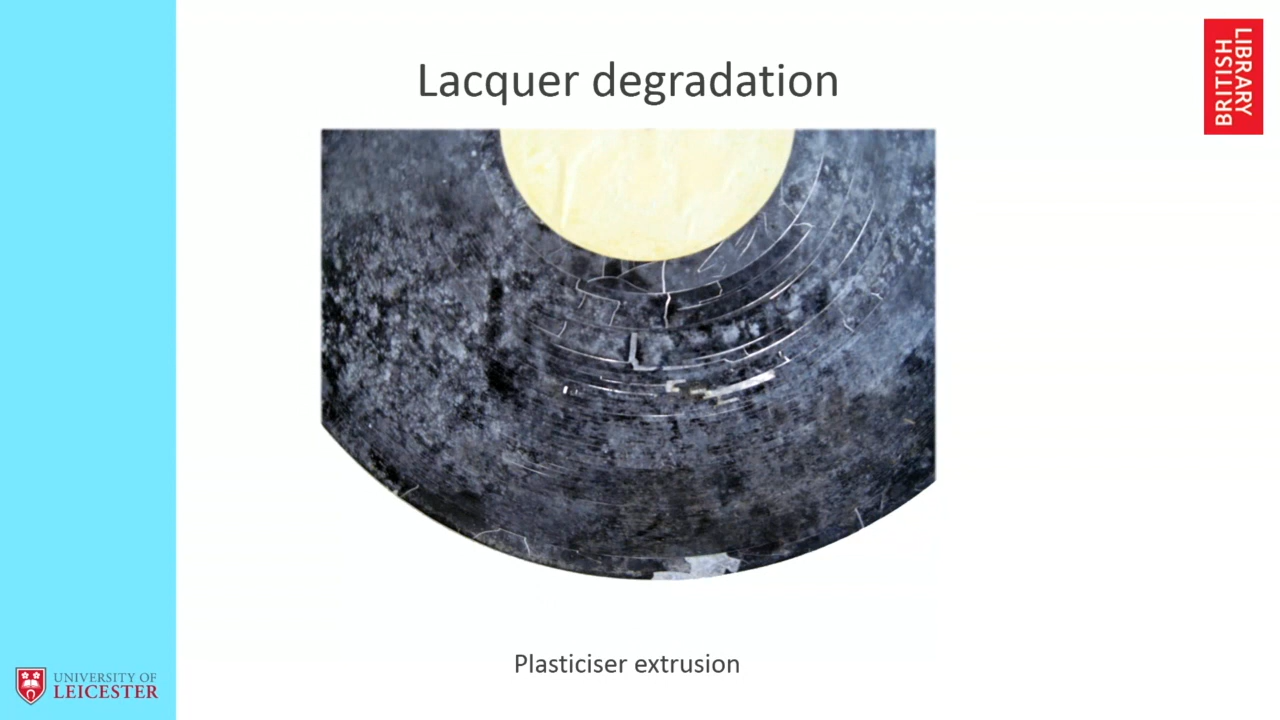 Lacquer degradation
BRITISH
LIBRARY
Plasticiser extrusion
UNIVERSITY OF
LEICESTER